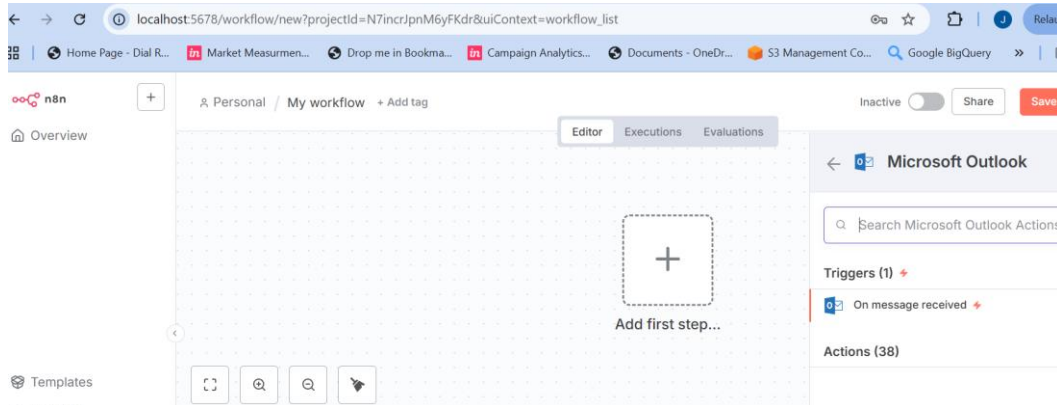 localhost:5678/workflow/new?projectId=N7incrJpnM6yFKdr&uiContext=workflow_list
J
Home Page - Dial R...
Market Measurmen...
Drop me in Bookma...
Campaign Analytics...
Documents - OneDr...
S3 Management Co...
Google BigQuery
»
n8n
+
Personal / My workflow + Add tag
Inactive
Share
Save
Overview
Editor
Executions
Evaluations
Microsoft Outlook
Search Microsoft Outlook Actions
Triggers (1)
On message received
Actions (38)
Add first step...
Templates